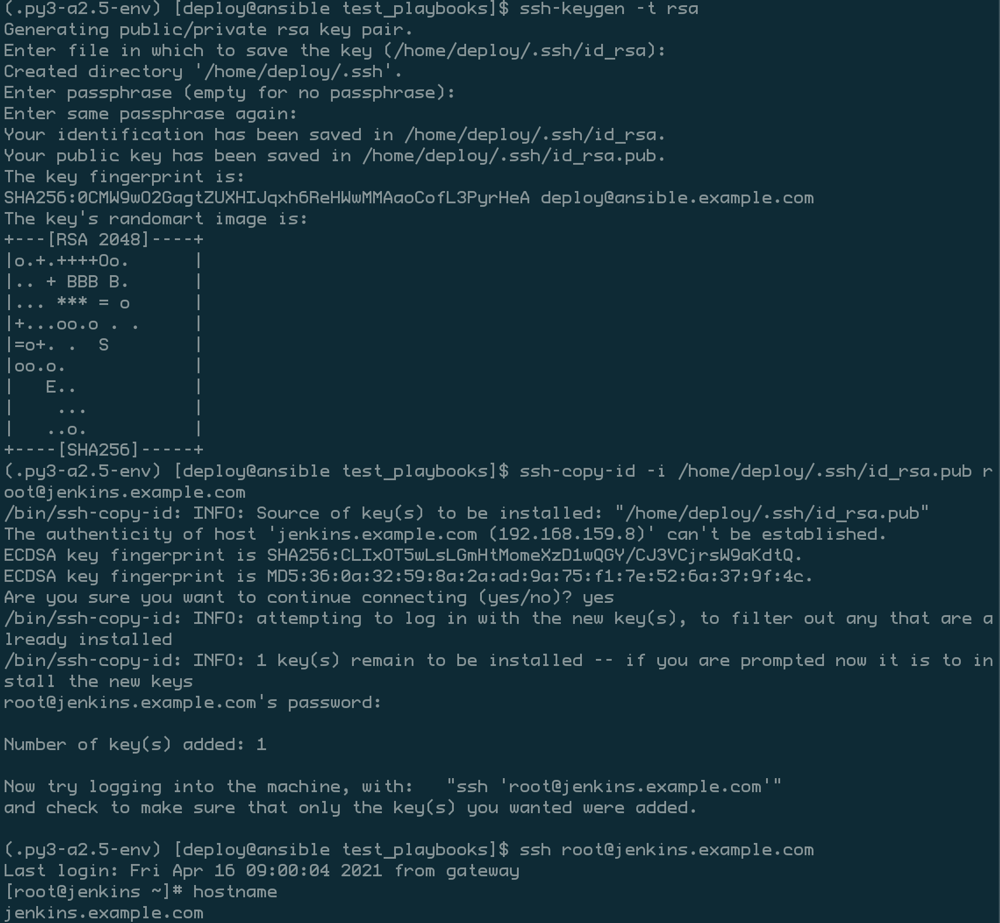 (.py3-a2.5-env) [deploy@ansible test_playbooks]$ ssh-keygen -t rsa
Generating public/private rsa key pair.
Enter file in which to save the key (/home/deploy/.ssh/id_rsa):
Created directory '/home/deploy/.ssh'.
Enter passphrase (empty for no passphrase):
Enter same passphrase again:
Your identification has been saved in /home/deploy/.ssh/id_rsa.
Your public key has been saved in /home/deploy/.ssh/id_rsa.pub.
The key fingerprint is:
SHA256:0CMW9wO2GagtZUXHIJqxh6ReHWwMMAaoCofL3PyrHeA deploy@ansible.example.com
The key's randomart image is:
+---[RSA 2048]----+
|o.+.++++Oo.      |
|.. + BBB B.      |
|... *** = o      |
|+...oo.o . .     |
|=o+. .  S        |
|oo.o.            |
|   E..           |
|    ...          |
|   ..o.          |
+----[SHA256]-----+
(.py3-a2.5-env) [deploy@ansible test_playbooks]$ ssh-copy-id -i /home/deploy/.ssh/id_rsa.pub r
oot@jenkins.example.com
/bin/ssh-copy-id: INFO: Source of key(s) to be installed: "/home/deploy/.ssh/id_rsa.pub"
The authenticity of host 'jenkins.example.com (192.168.159.8)' can't be established.
ECDSA key fingerprint is SHA256:CLIxOT5wLsLGmHtMomeXzD1wQGY/CJ3VCjrsW9aKdtQ.
ECDSA key fingerprint is MD5:36:0a:32:59:8a:2a:ad:9a:75:f1:7e:52:6a:37:9f:4c.
Are you sure you want to continue connecting (yes/no)? yes
/bin/ssh-copy-id: INFO: attempting to log in with the new key(s), to filter out any that are a
lready installed
/bin/ssh-copy-id: INFO: 1 key(s) remain to be installed -- if you are prompted now it is to in
stall the new keys
root@jenkins.example.com's password:

Number of key(s) added: 1

Now try logging into the machine, with:   "ssh 'root@jenkins.example.com'"
and check to make sure that only the key(s) you wanted were added.

(.py3-a2.5-env) [deploy@ansible test_playbooks]$ ssh root@jenkins.example.com
Last login: Fri Apr 16 09:00:04 2021 from gateway
[root@jenkins ~]# hostname
jenkins.example.com